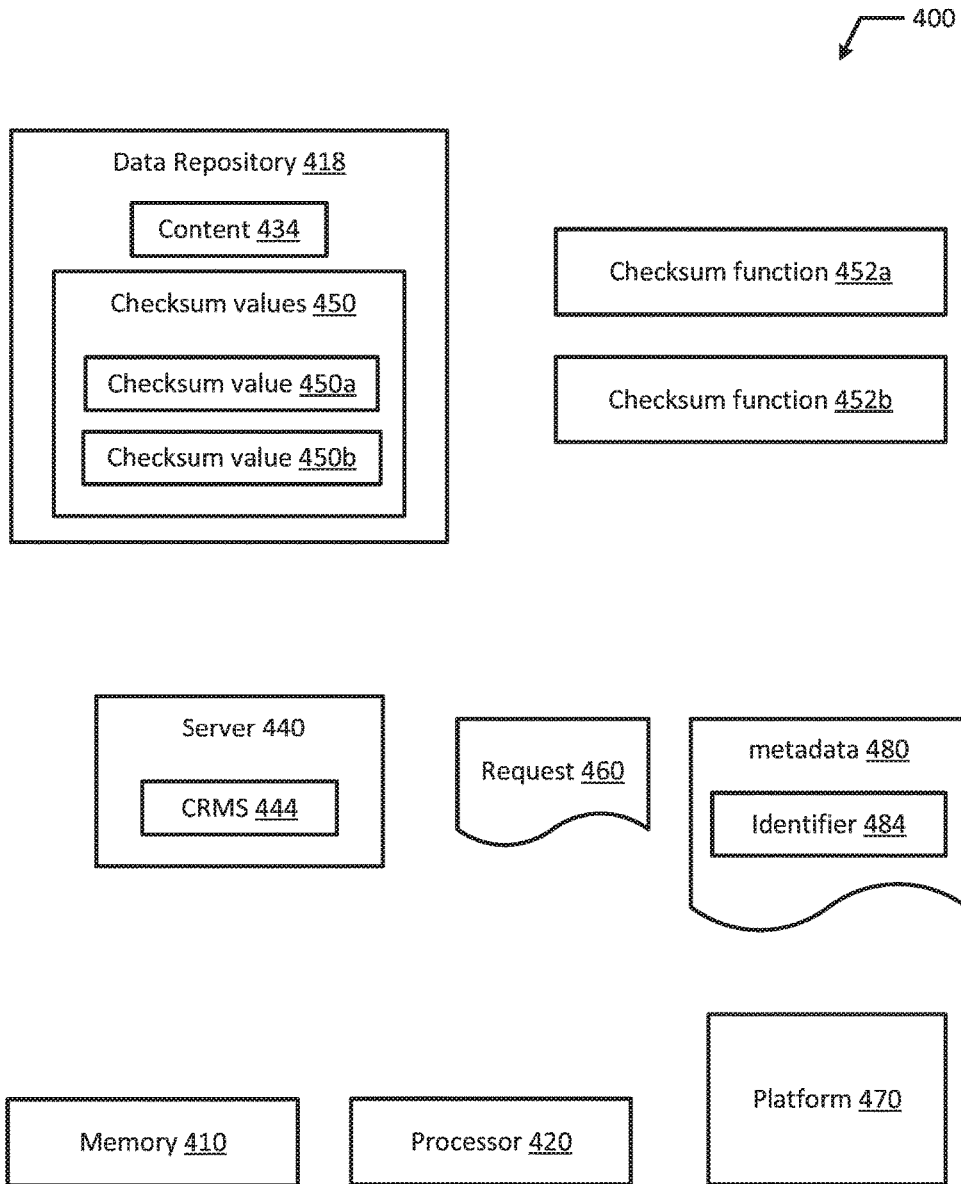 400
Data Repository 418
Content 434
Checksum values 450
Checksum value 450a
Checksum value 450b
Checksum function 452a
Checksum function 452b
Server 440
CRMS 444
Request 460
metadata 480
Identifier 484
Memory 410
Processor 420
Platform 470